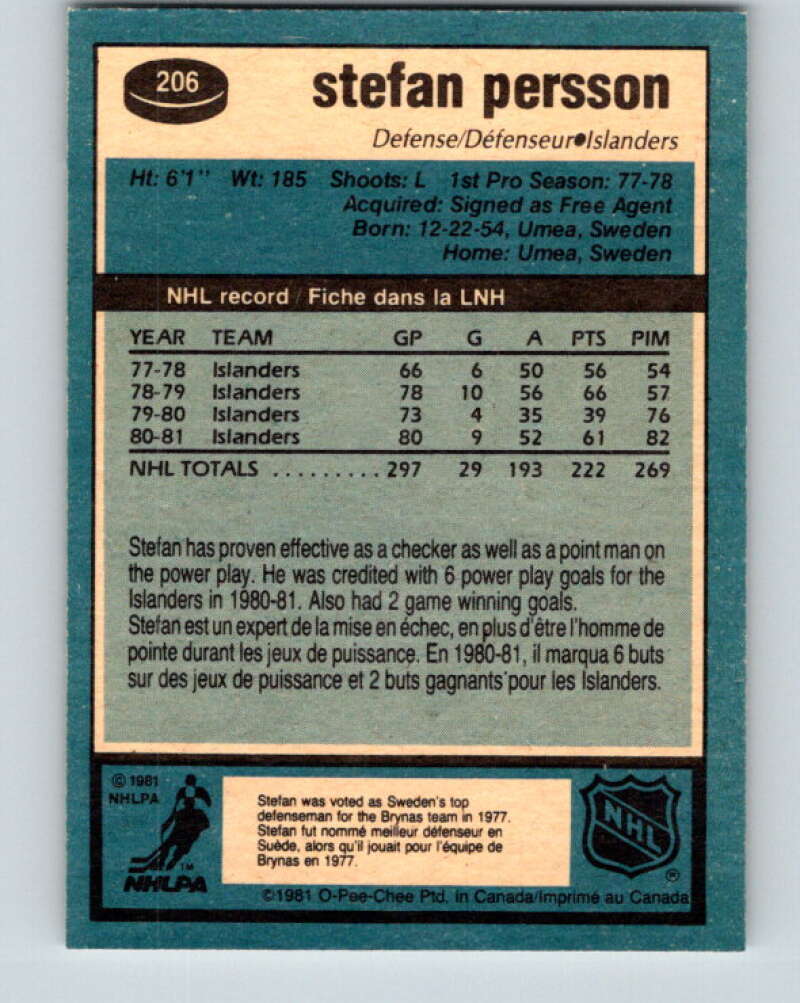 206
stefan persson
Defense/Défenseur●Islanders
Ht: 6'1" Wt: 185 Shoots: L 1st Pro Season: 77-78
Acquired: Signed as Free Agent
Born: 12-22-54, Umea, Sweden
Home: Umea, Sweden
NHL record / Fiche dans la LNH
YEAR TEAM GP G A PTS PIM
77-78 Islanders 66 6 50 56 54
78-79 Islanders 78 10 56 66 57
79-80 Islanders 73 4 35 39 76
80-81 Islanders 80 9 52 61 82
NHL TOTALS ......... 297 29 193 222 269
Stefan has proven effective as a checker as well as a point man on
the power play. He was credited with 6 power play goals for the
Islanders in 1980-81. Also had 2 game winning goals.
Stefan est un expert de la mise en échec, en plus d'être l'homme de
pointe durant les jeux de puissance. En 1980-81, il marqua 6 buts
sur des jeux de puissance et 2 buts gagnants pour les Islanders.
© 1981
NHLPA
TM
NHLPA
Stefan was voted as Sweden's top
defenseman for the Brynas team in 1977.
Stefan fut nommé meilleur défenseur en
Suède, alors qu'il jouait pour l'équipe de
Brynas en 1977.
NHL
®
©1981 O-Pee-Chee Ptd. in Canada/Imprimé au Canada